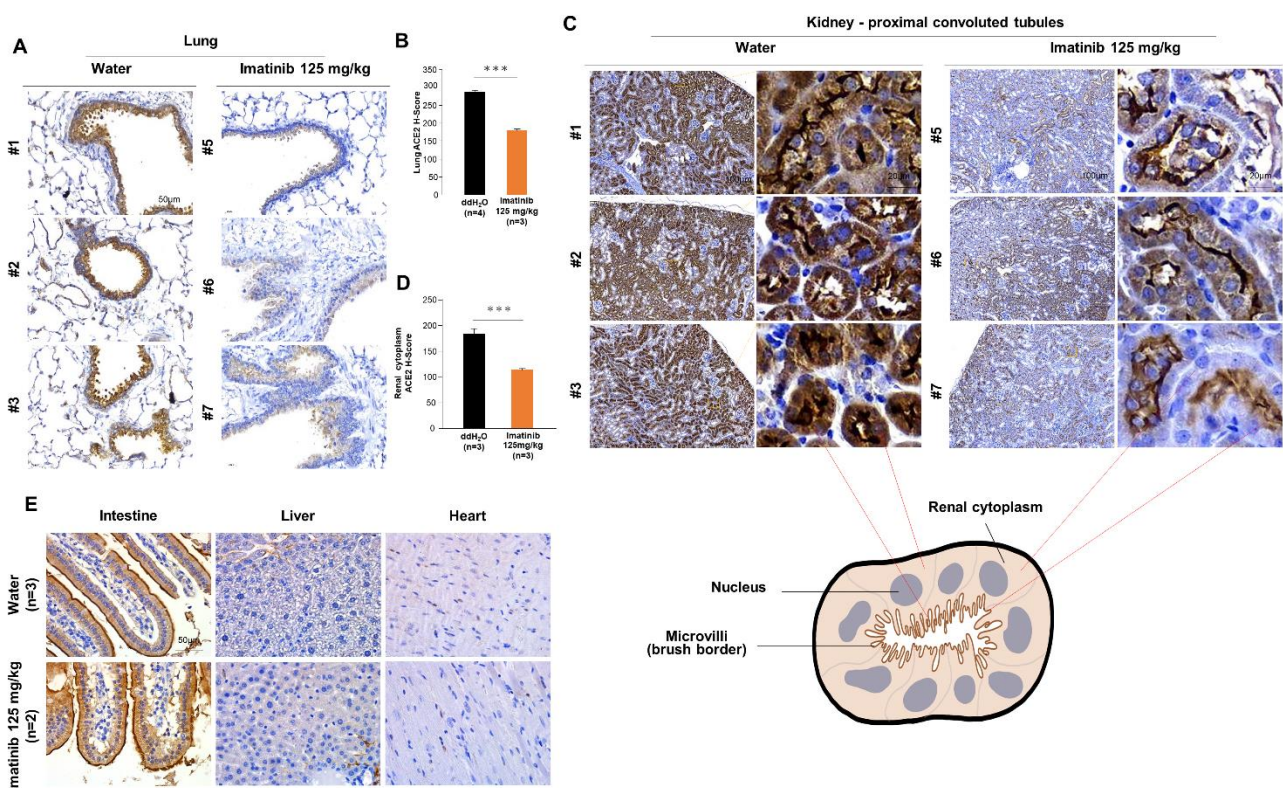 A
Lung
Water
Imatinib 125 mg/kg
#1
50μm
#2
#3
#5
#6
#7
B
***
Lung ACE2 H-Score
350
300
250
200
150
100
50
0
ddH₂O
(n=4)
Imatinib
125 mg/kg
(n=3)
D
***
Renal cytoplasm
ACE2 H-Score
250
200
150
100
50
0
ddH₂O
(n=3)
Imatinib
125mg/kg
(n=3)
C
Kidney - proximal convoluted tubules
Water
Imatinib 125 mg/kg
#1
100μm
20μm
#2
#3
#5
100μm
20μm
#6
#7
Renal cytoplasm
Nucleus
Microvilli
(brush border)
E
Intestine
Liver
Heart
Water
(n=3)
50μm
matinib 125 mg/kg
(n=2)